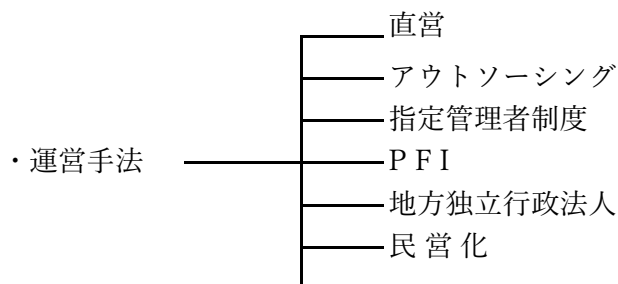 直営
アウトソーシング
指定管理者制度
・運営手法
ＰＦＩ
地方独立行政法人
民営化